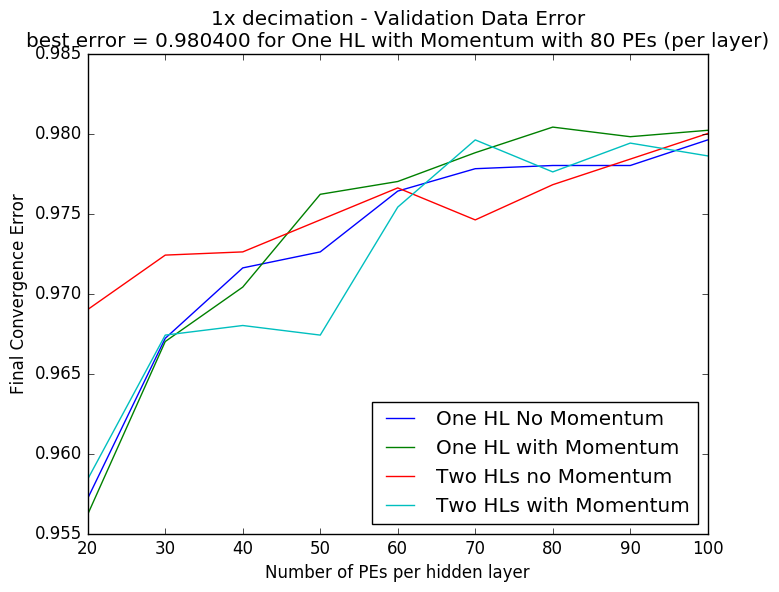 1x decimation - Validation Data Error
best error = 0.980400 for One HL with Momentum with 80 PEs (per layer)
0.985
0.980
0.975
0.970
0.965
0.960
0.955
Final Convergence Error
One HL No Momentum
One HL with Momentum
Two HLs no Momentum
Two HLs with Momentum
20 30 40 50 60 70 80 90 100
Number of PEs per hidden layer